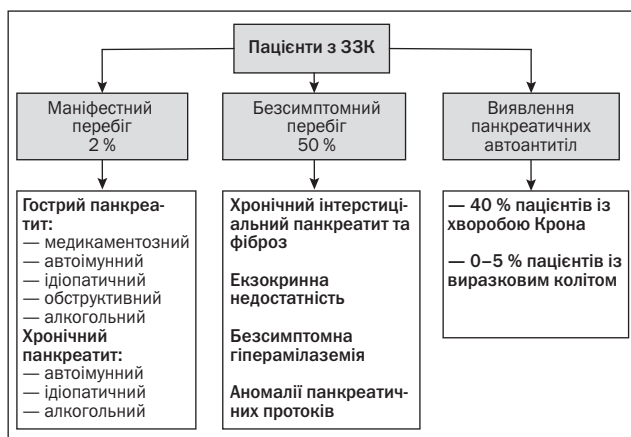 Пацієнти з ЗЗК
Маніфестний
перебіг
2 %
Безсимптомний
перебіг
50 %
Виявлення
панкреатичних
автоантитіл
Гострий панкреа-
тит:
— медикаментозний
— автоімунний
— ідіопатичний
— обструктивний
— алкогольний
Хронічний
панкреатит:
— автоімунний
— ідіопатичний
— алкогольний
Хронічний інтерстиці-
альний панкреатит та
фіброз
Екзокринна
недостатність
Безсимптомна
гіперамілаземія
Аномалії панкреатич-
них протоків
— 40 % пацієнтів із
хворобою Крона
— 0–5 % пацієнтів із
виразковим колітом